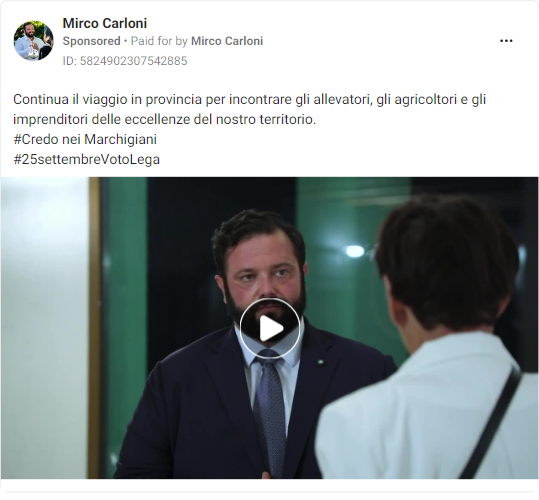 Mirco Carloni
Sponsored • Paid for by Mirco Carloni
ID: 5824902307542885
Continua il viaggio in provincia per incontrare gli allevatori, gli agricoltori e gli
imprenditori delle eccellenze del nostro territorio.
#Credo nei Marchigiani
#25settembreVotoLega